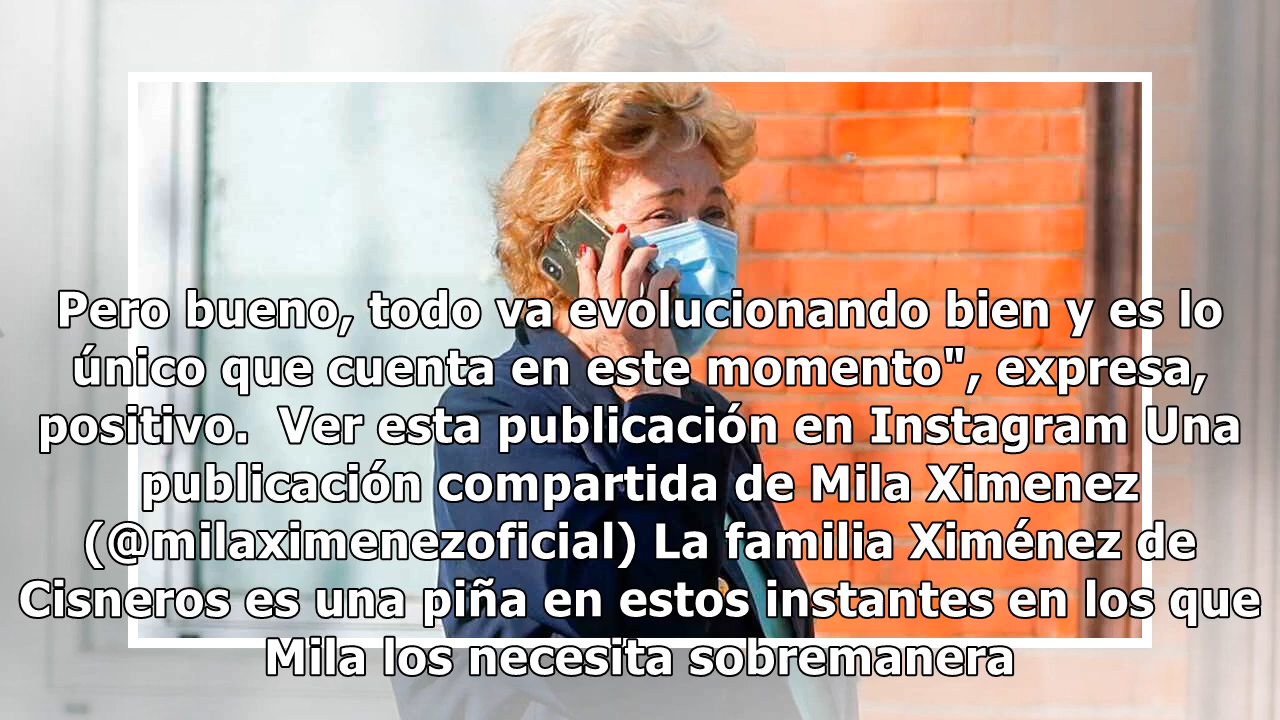 Pero bueno, todo va evolucionando bien y es lo
único que cuenta en este momento", expresa,
positivo.  Ver esta publicación en Instagram Una
publicación compartida de Mila Ximenez
(@milaximenezoficial) La familia Ximénez de
Cisneros es una piña en estos instantes en los que
Mila los necesita sobremanera